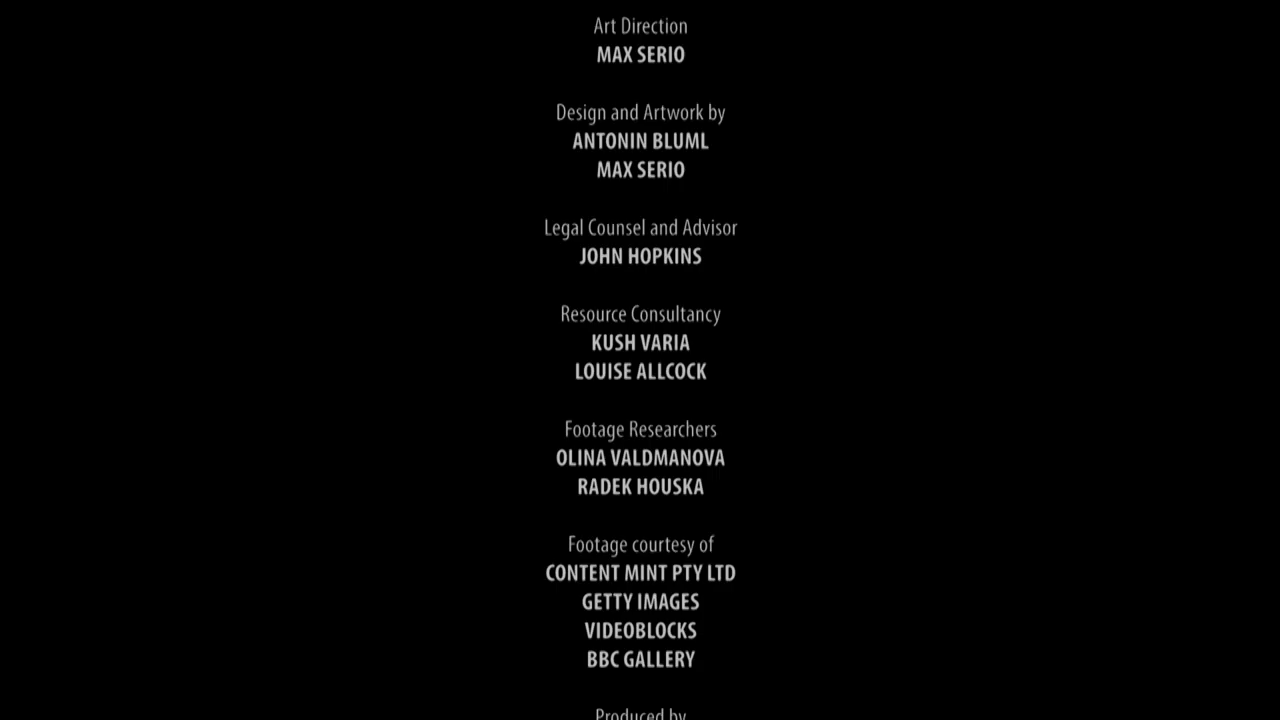 Art Direction
MAX SERIO
Design and Artwork by
ANTONIN BLUML
MAX SERIO
Legal Counsel and Advisor
JOHN HOPKINS
Resource Consultancy
KUSH VARIA
LOUISE ALLCOCK
Footage Researchers
OLINA VALDMANOVA
RADEK HOUSKA
Footage courtesy of
CONTENT MINT PTY LTD
GETTY IMAGES
VIDEOBLOCKS
BBC GALLERY
Produced by